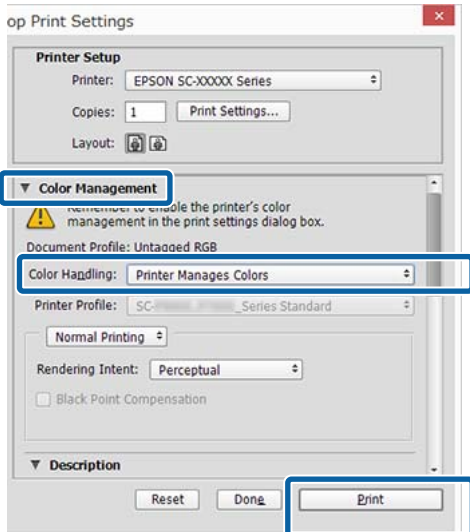 op Print Settings
Printer Setup
Printer: EPSON SC-XXXXX Series
Copies: 1 Print Settings...
Layout:
▼ Color Management
Remember to enable the printer's color
management in the print settings dialog box.
Document Profile: Untagged RGB
Color Handling: Printer Manages Colors
Printer Profile: SC- _Series Standard
Normal Printing
Rendering Intent: Perceptual
Black Point Compensation
▼ Description
Reset Done Print